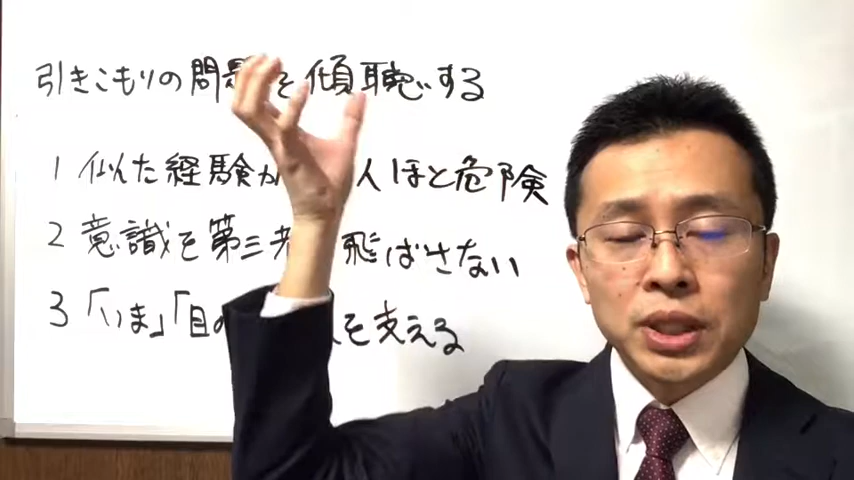 引きこもりの問題を傾聴する
1 似た経験が 人ほど危険
2 意識を第三者 飛ばさない
3 「いま」「目の を支える